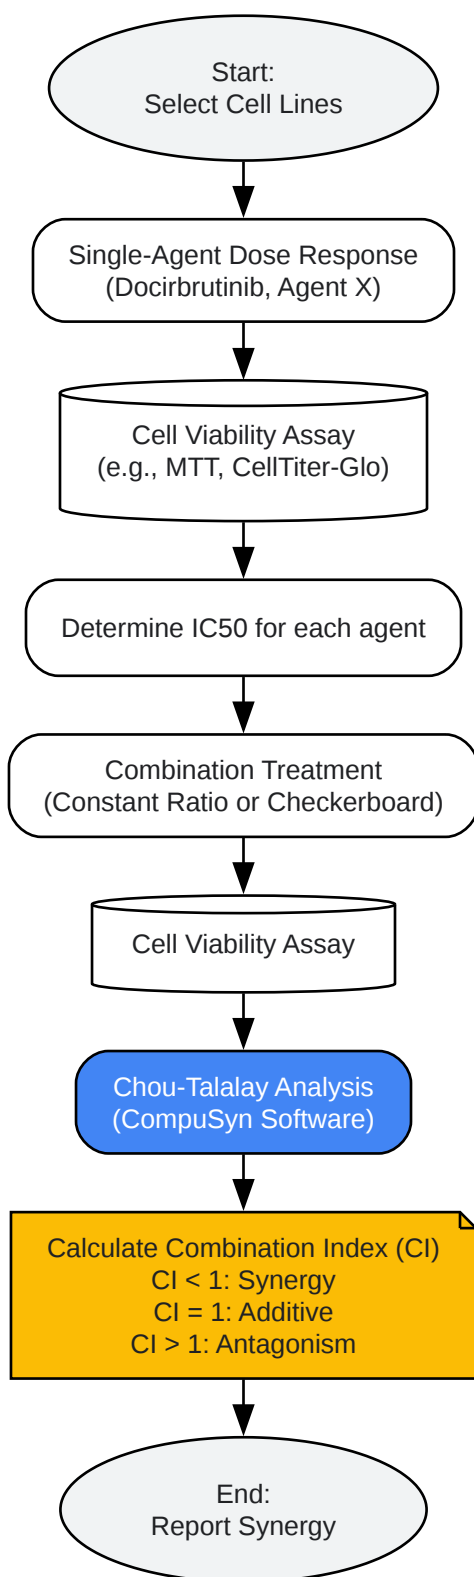 Start:
Select Cell Lines
Single-Agent Dose Response
(Docirbrutinib, Agent X)
Cell Viability Assay
(e.g., MTT, CellTiter-Glo)
Determine IC50 for each agent
Combination Treatment
(Constant Ratio or Checkerboard)
Cell Viability Assay
Chou-Talalay Analysis
(CompuSyn Software)
Calculate Combination Index (CI)
CI < 1: Synergy
CI = 1: Additive
CI > 1: Antagonism
End:
Report Synergy